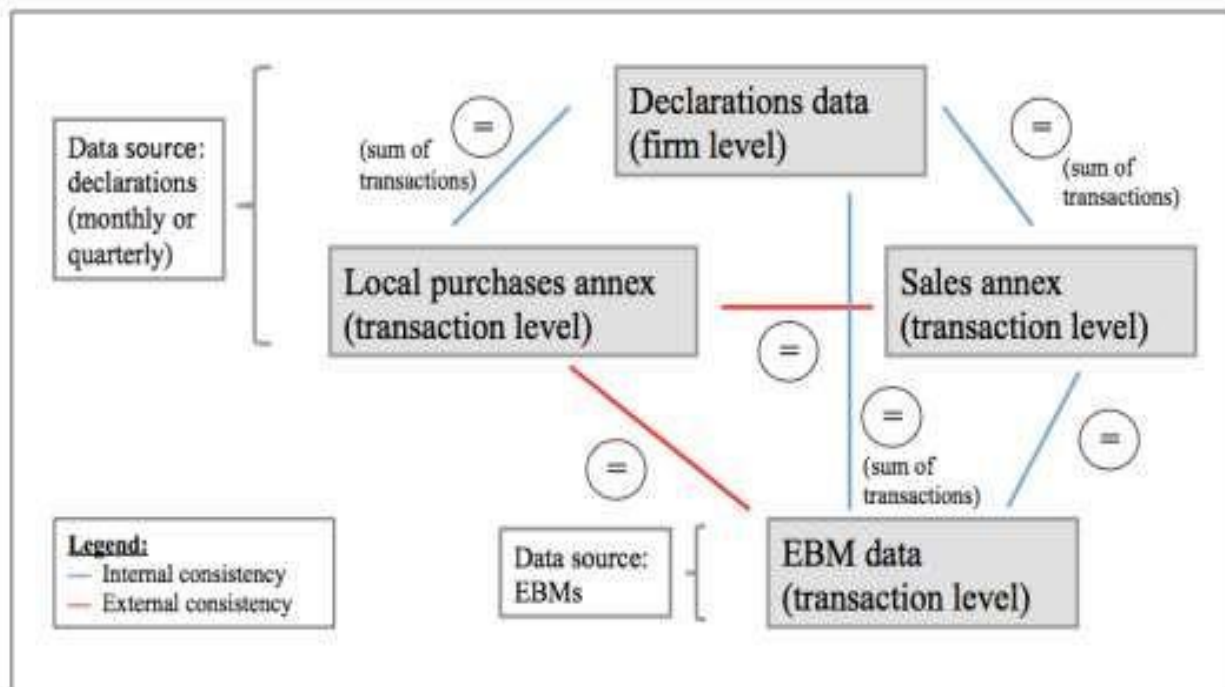 Declarations data
(firm level)
=
(sum of
transactions)
=
(sum of
transactions)
Data source:
declarations
(monthly or
quarterly)
Local purchases annex
(transaction level)
Sales annex
(transaction level)
=
=
(sum of
transactions)
=
=
Legend:
Internal consistency
External consistency
Data source:
EBMs
EBM data
(transaction level)